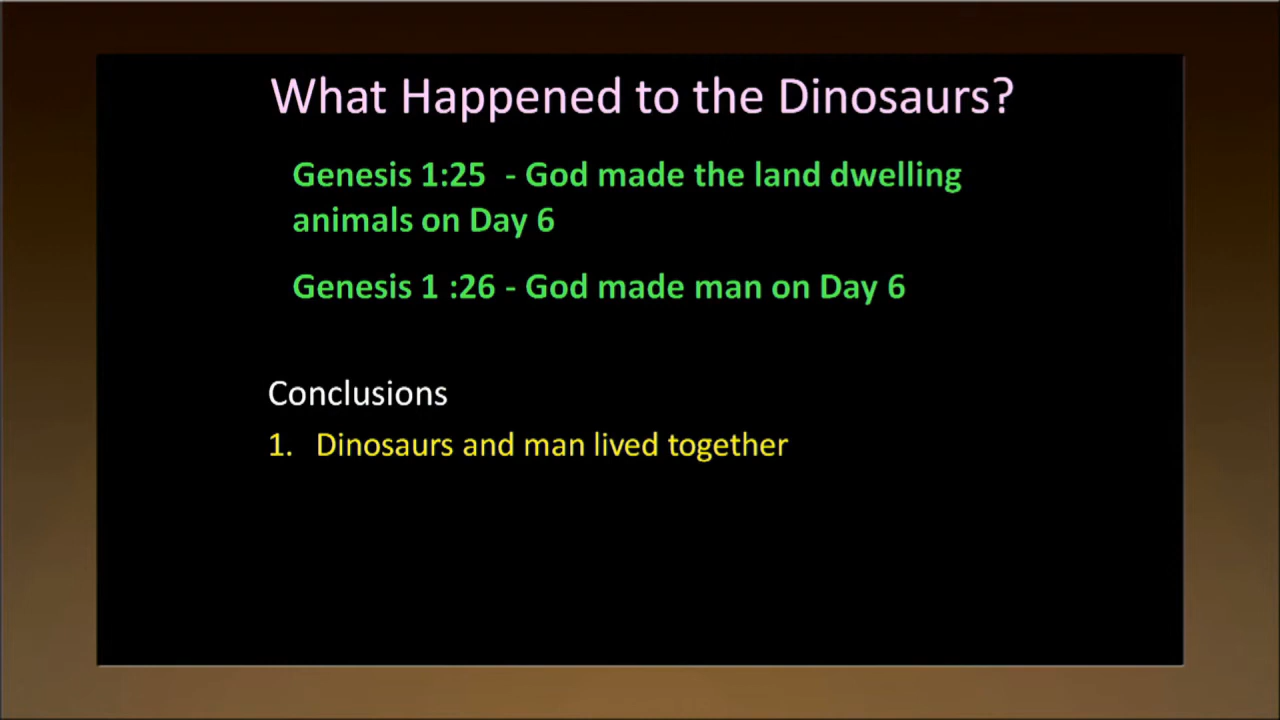 What Happened to the Dinosaurs?
Genesis 1:25 - God made the land dwelling
animals on Day 6
Genesis 1 :26 - God made man on Day 6
Conclusions
1. Dinosaurs and man lived together